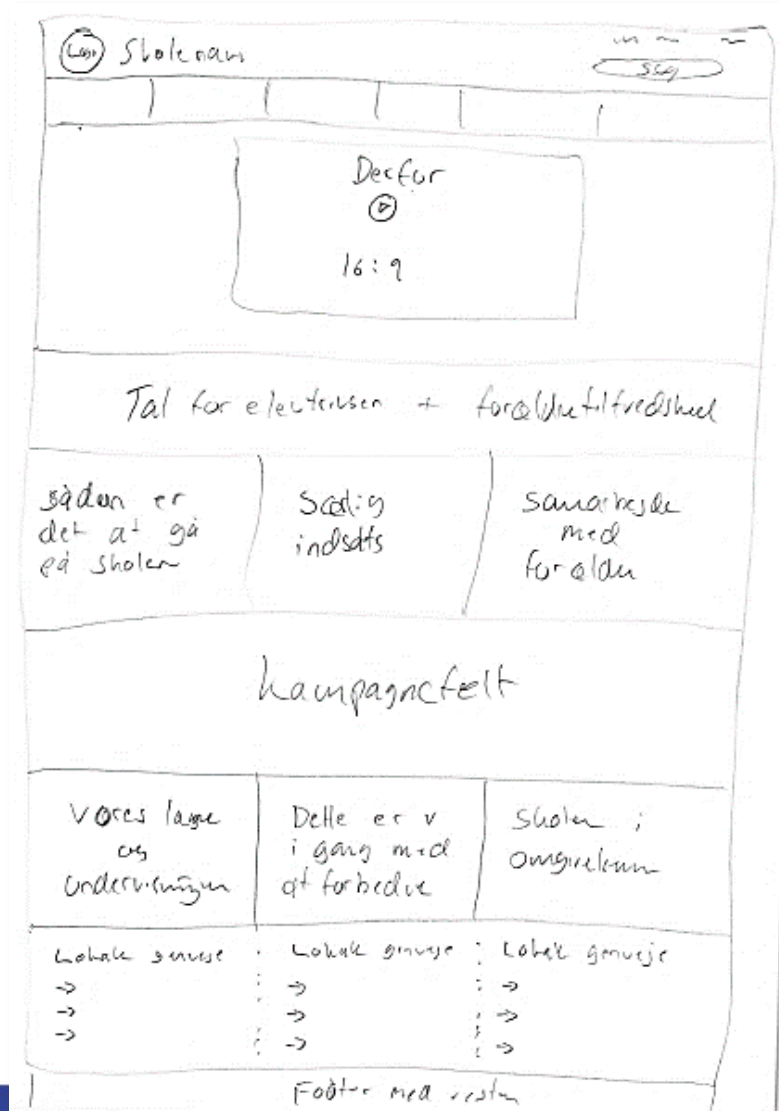 Logo Skolenavn
Søg
Derfor
16:9
Tal for elevtrivsen + forældretilfredshed
sådan er
det at gå
på skolen
Særlig
indsats
samarbejde
med
forældre
kampagnefelt
Vores lærere
og
undervisningen
Dette er v
i gang med
at forbedre
Skolen i
omgivelserne
Lokale genveje
->
->
->
Lokale genveje
->
->
->
Lokale genveje
->
->
->
Footer med resten